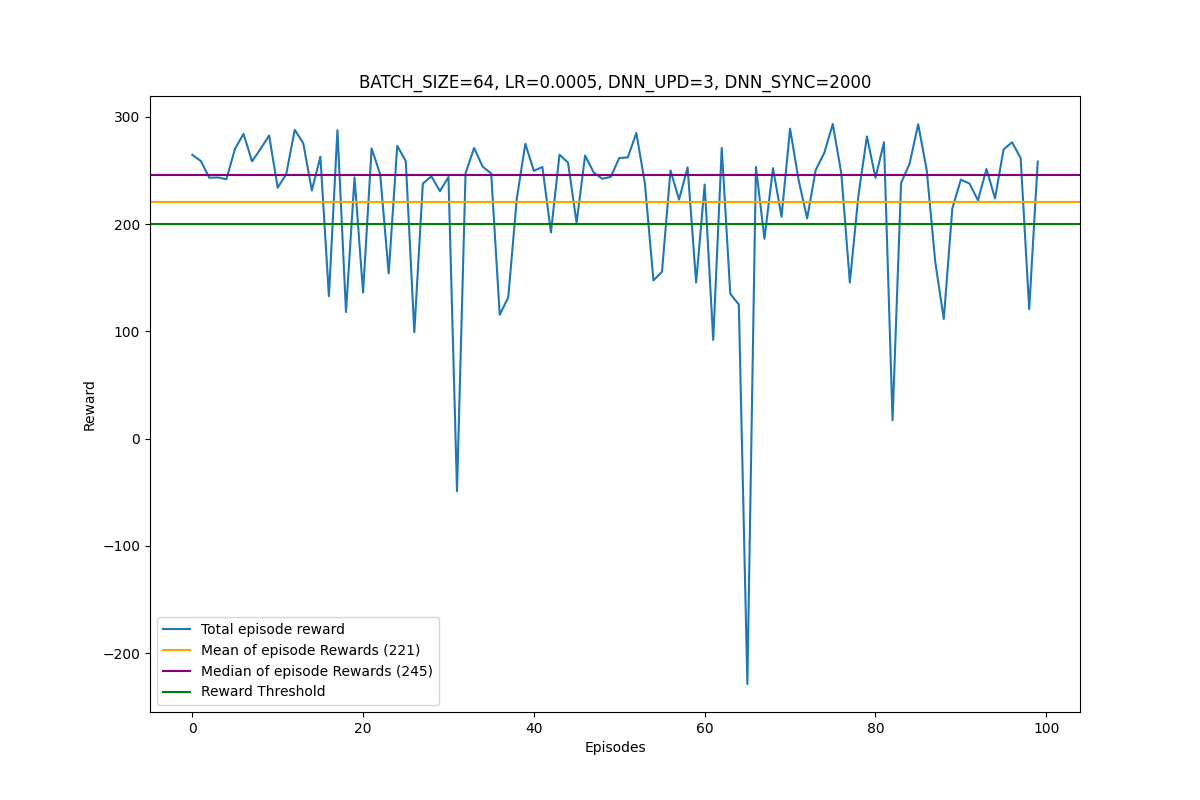 BATCH_SIZE=64, LR=0.0005, DNN_UPD=3, DNN_SYNC=2000
300
200
100
0
−100
−200
Reward
Total episode reward
Mean of episode Rewards (221)
Median of episode Rewards (245)
Reward Threshold
0 20 40 60 80 100
Episodes